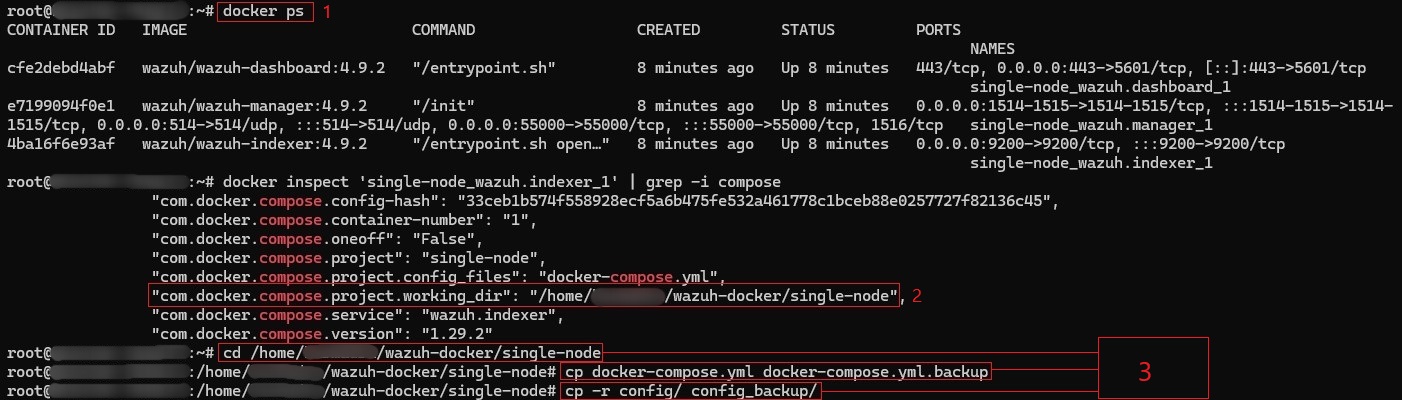 root@ :~# docker ps 1
CONTAINER ID IMAGE COMMAND CREATED STATUS PORTS
NAMES
cfe2debd4abf wazuh/wazuh-dashboard:4.9.2 "/entrypoint.sh" 8 minutes ago Up 8 minutes 443/tcp, 0.0.0.0:443->5601/tcp, [::]:443->5601/tcp
single-node_wazuh.dashboard_1
e7199094f0e1 wazuh/wazuh-manager:4.9.2 "/init" 8 minutes ago Up 8 minutes 0.0.0.0:1514-1515->1514-1515/tcp, :::1514-1515->1514-
1515/tcp, 0.0.0.0:514->514/udp, :::514->514/udp, 0.0.0.0:55000->55000/tcp, :::55000->55000/tcp, 1516/tcp single-node_wazuh.manager_1
4ba16f6e93af wazuh/wazuh-indexer:4.9.2 "/entrypoint.sh open…" 8 minutes ago Up 8 minutes 0.0.0.0:9200->9200/tcp, :::9200->9200/tcp
single-node_wazuh.indexer_1
root@ :~# docker inspect 'single-node_wazuh.indexer_1' | grep -i compose
"com.docker.compose.config-hash": "33ceb1b574f558928ecf5a6b475fe532a461778c1bceb88e0257727f82136c45",
"com.docker.compose.container-number": "1",
"com.docker.compose.oneoff": "False",
"com.docker.compose.project": "single-node",
"com.docker.compose.project.config_files": "docker-compose.yml",
"com.docker.compose.project.working_dir": "/home/ /wazuh-docker/single-node", 2
"com.docker.compose.service": "wazuh.indexer",
"com.docker.compose.version": "1.29.2"
root@ :~# cd /home/ /wazuh-docker/single-node
root@ :/home/ /wazuh-docker/single-node# cp docker-compose.yml docker-compose.yml.backup 3
root@ :/home/ /wazuh-docker/single-node# cp -r config/ config_backup/